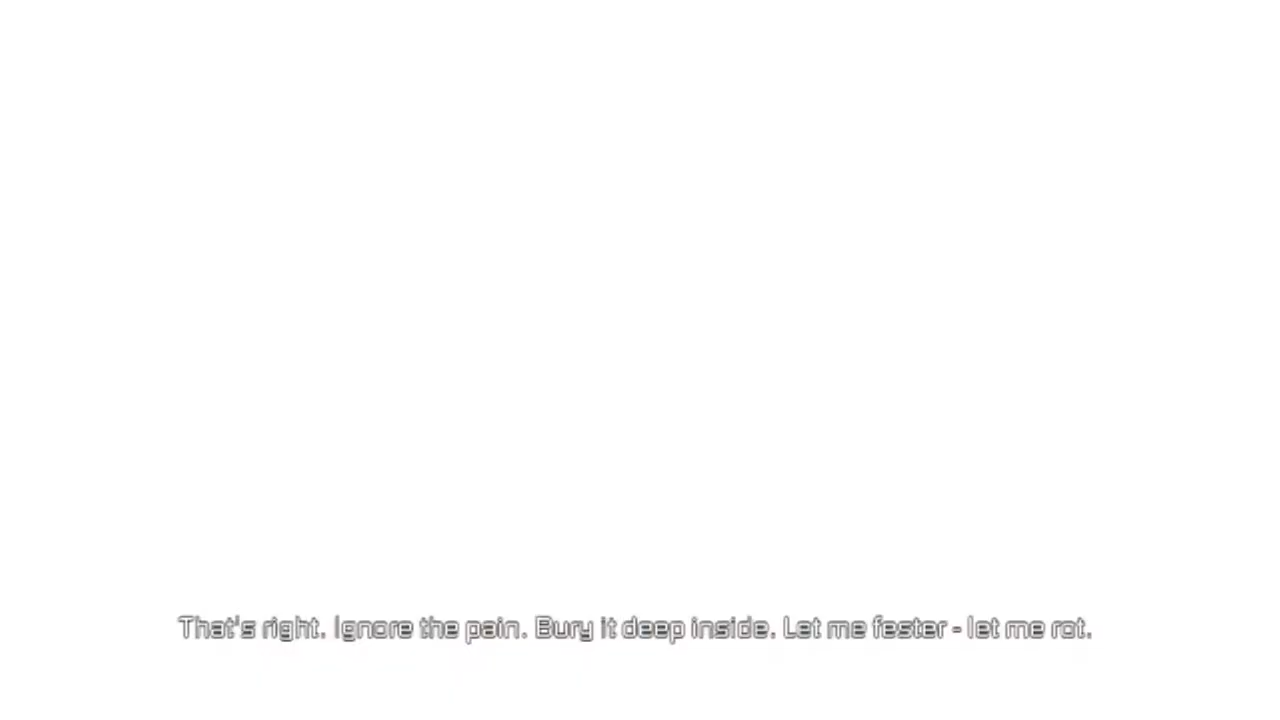 That's right. Ignore the pain. Bury it deep inside. Let me fester - let me rot.